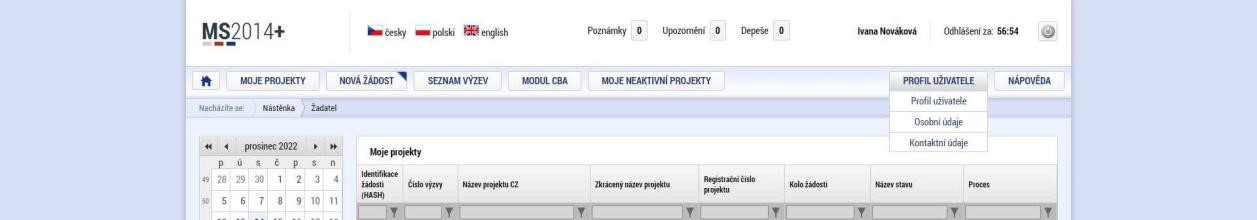 MS2014+ česky polski english Poznámky 0 Upozornění 0 Depeše 0 Ivana Nováková Odhlášení za: 56:54
MOJE PROJEKTY NOVÁ ŽÁDOST SEZNAM VÝZEV MODUL CBA MOJE NEAKTIVNÍ PROJEKTY PROFIL UŽIVATELE NÁPOVĚDA
Profil uživatele
Osobní údaje
Kontaktní údaje
Nacházíte se: Nástěnka Žadatel
prosinec 2022
p ú s č p s n
49 28 29 30 1 2 3 4
50 5 6 7 8 9 10 11
Moje projekty
Identifikace
žádosti
(HASH)
Číslo výzvy
Název projektu CZ
Zkrácený název projektu
Registrační číslo
projektu
Kolo žádosti
Název stavu
Proces